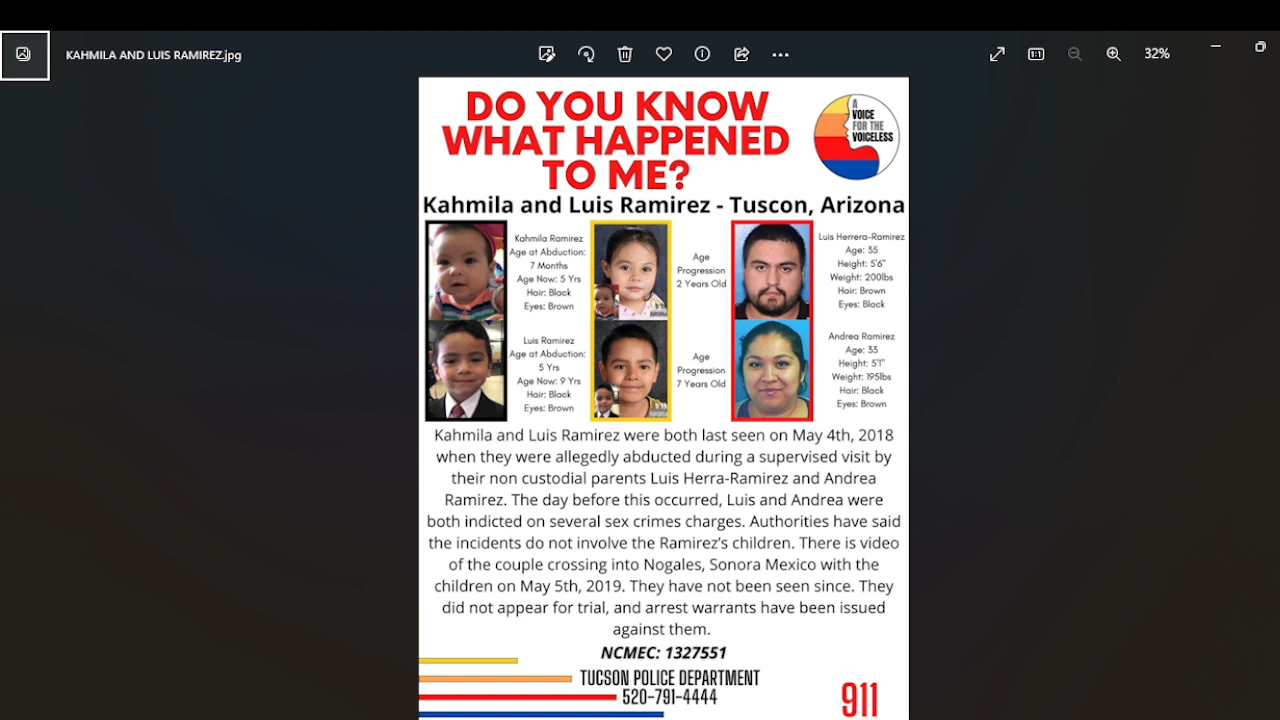 KAHMILA AND LUIS RAMIREZ.jpg
32%
DO YOU KNOW
WHAT HAPPENED
TO ME?
A
VOICE
FOR THE
VOICELESS
Kahmila and Luis Ramirez - Tuscon, Arizona
Kahmila Ramirez
Age at Abduction:
7 Months
Age Now: 5 Yrs
Hair: Black
Eyes: Brown
Age
Progression
2 Years Old
Luis Herrera-Ramirez
Age: 35
Height: 5'6"
Weight: 200lbs
Hair: Brown
Eyes: Black
Luis Ramirez
Age at Abduction:
5 Yrs
Age Now: 9 Yrs
Hair: Black
Eyes: Brown
Age
Progression
7 Years Old
Andrea Ramirez
Age: 33
Height: 5'1"
Weight: 195lbs
Hair: Black
Eyes: Brown
Kahmila and Luis Ramirez were both last seen on May 4th, 2018
when they were allegedly abducted during a supervised visit by
their non custodial parents Luis Herra-Ramirez and Andrea
Ramirez. The day before this occurred, Luis and Andrea were
both indicted on several sex crimes charges. Authorities have said
the incidents do not involve the Ramirez's children. There is video
of the couple crossing into Nogales, Sonora Mexico with the
children on May 5th, 2019. They have not been seen since. They
did not appear for trial, and arrest warrants have been issued
against them.
NCMEC: 1327551
TUCSON POLICE DEPARTMENT
520-791-4444
911